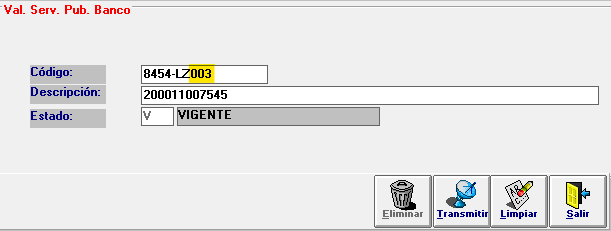 Val. Serv. Pub. Banco
Código: 8454-LZ003
Descripción: 200011007545
Estado: V VIGENTE
Eliminar Transmitir Limpiar Salir